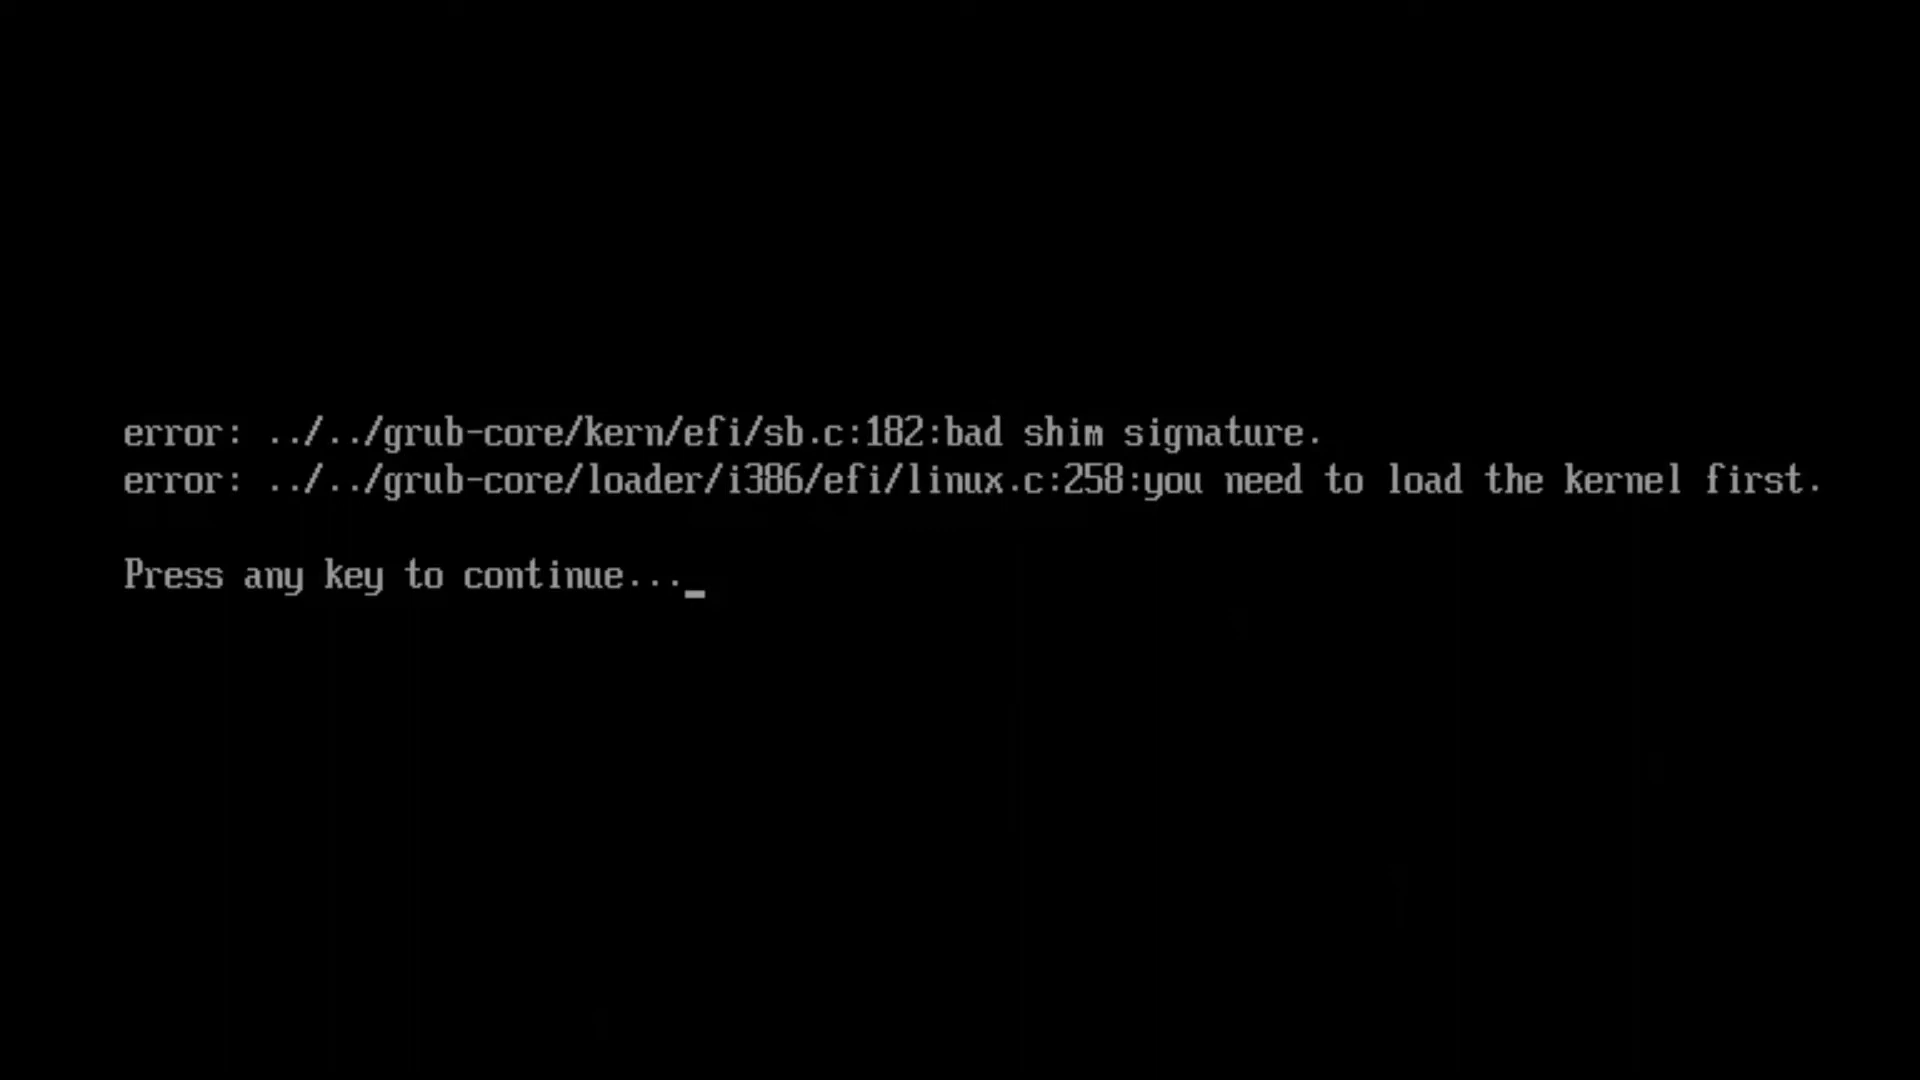 error: ../../grub-core/kern/efi/sb.c:182:bad shim signature.
error: ../../grub-core/loader/i386/efi/linux.c:258:you need to load the kernel first.
Press any key to continue..._